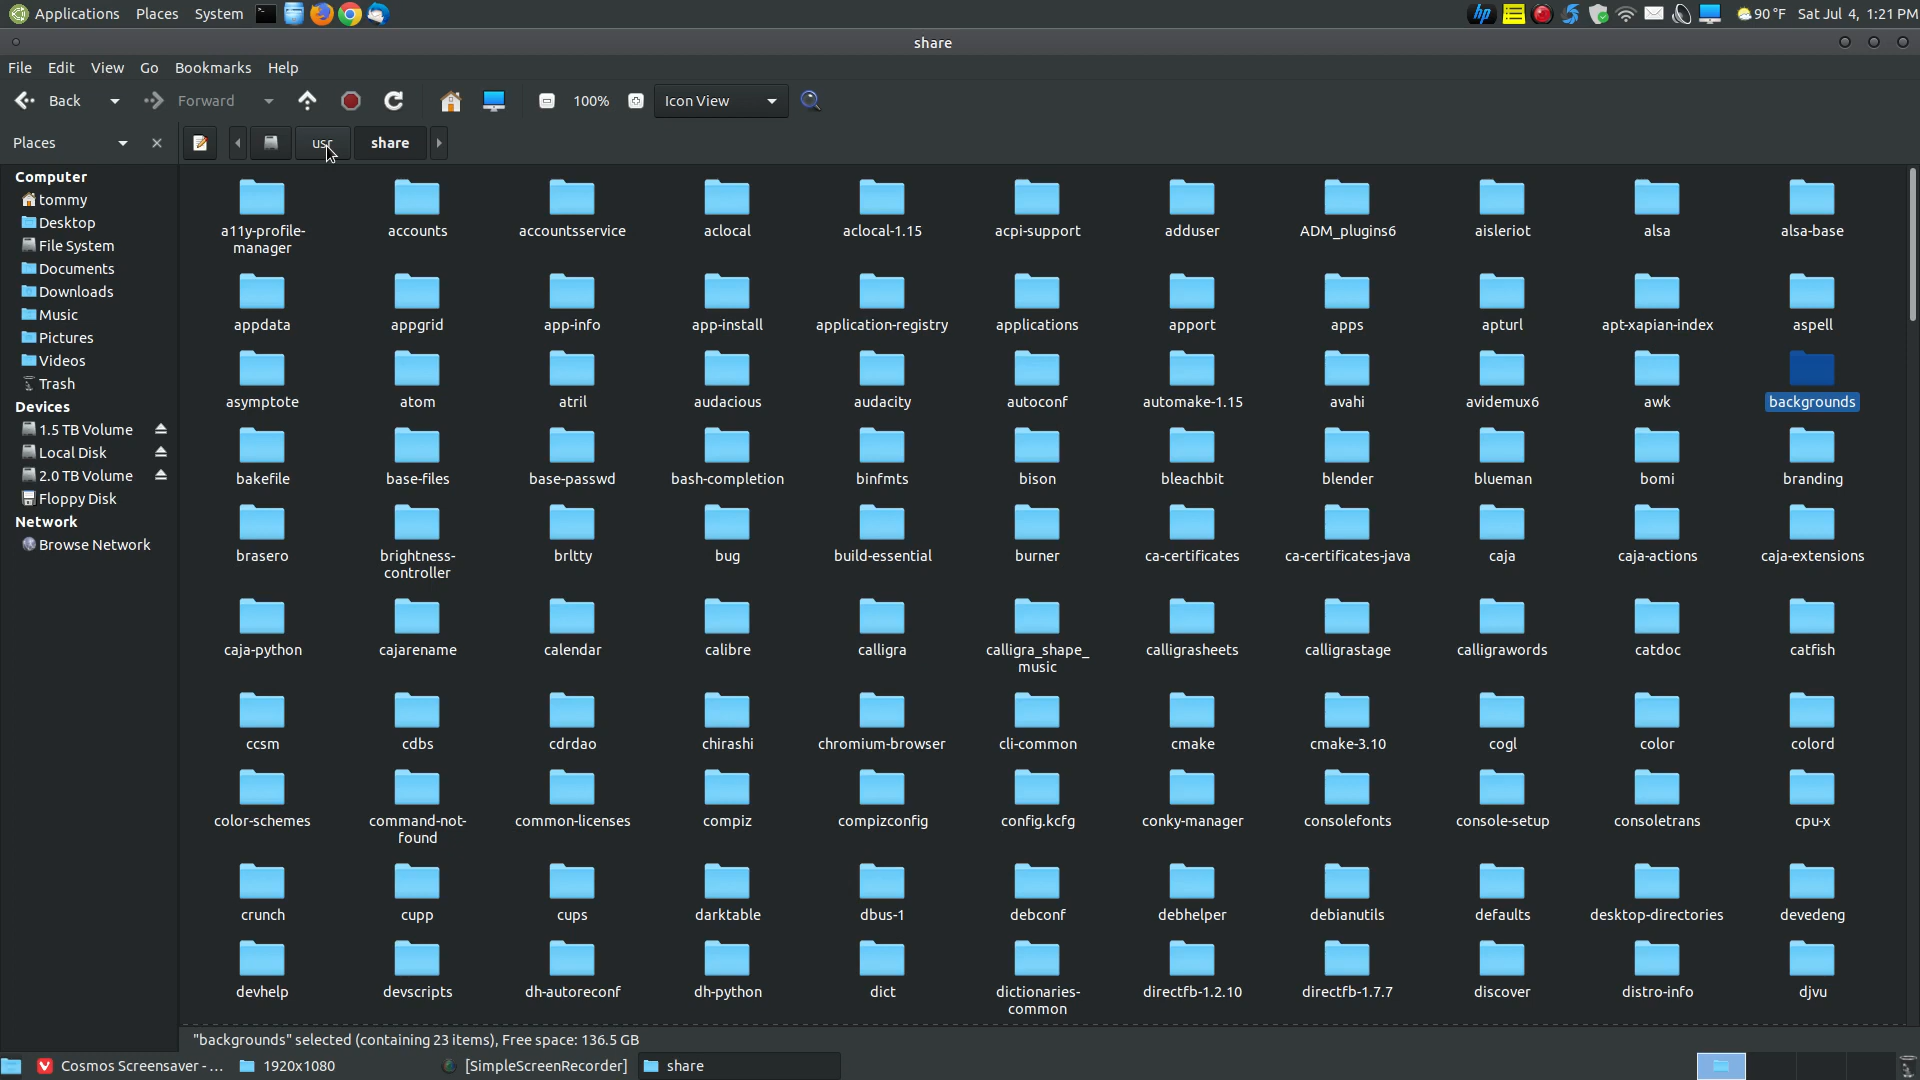 Applications Places System 90 °F Sat Jul 4, 1:21 PM
share
File Edit View Go Bookmarks Help
Back Forward 100% Icon View
Places usr share
Computer
tommy
Desktop
File System
Documents
Downloads
Music
Pictures
Videos
Trash
Devices
1.5 TB Volume
Local Disk
2.0 TB Volume
Floppy Disk
Network
Browse Network
a11y-profile-
manager
accounts accountsservice aclocal aclocal-1.15 acpi-support adduser ADM_plugins6 aisleriot alsa alsa-base
appdata appgrid app-info app-install application-registry applications apport apps apturl apt-xapian-index aspell
asymptote atom atril audacious audacity autoconf automake-1.15 avahi avidemux6 awk backgrounds
bakefile base-files base-passwd bash-completion binfmts bison bleachbit blender blueman bomi branding
brasero
brightness-
controller
brltty bug build-essential burner ca-certificates ca-certificates-java caja caja-actions caja-extensions
caja-python cajarename calendar calibre calligra
calligra_shape_
music
calligrasheets calligrastage calligrawords catdoc catfish
ccsm cdbs cdrdao chirashi chromium-browser cli-common cmake cmake-3.10 cogl color colord
color-schemes
command-not-
found
common-licenses compiz compizconfig config.kcfg conky-manager consolefonts console-setup consoletrans cpu-x
crunch cupp cups darktable dbus-1 debconf debhelper debianutils defaults desktop-directories devedeng
devhelp devscripts dh-autoreconf dh-python dict
dictionaries-
common
directfb-1.2.10 directfb-1.7.7 discover distro-info djvu
"backgrounds" selected (containing 23 items), Free space: 136.5 GB
Cosmos Screensaver - ... 1920x1080 [SimpleScreenRecorder] share